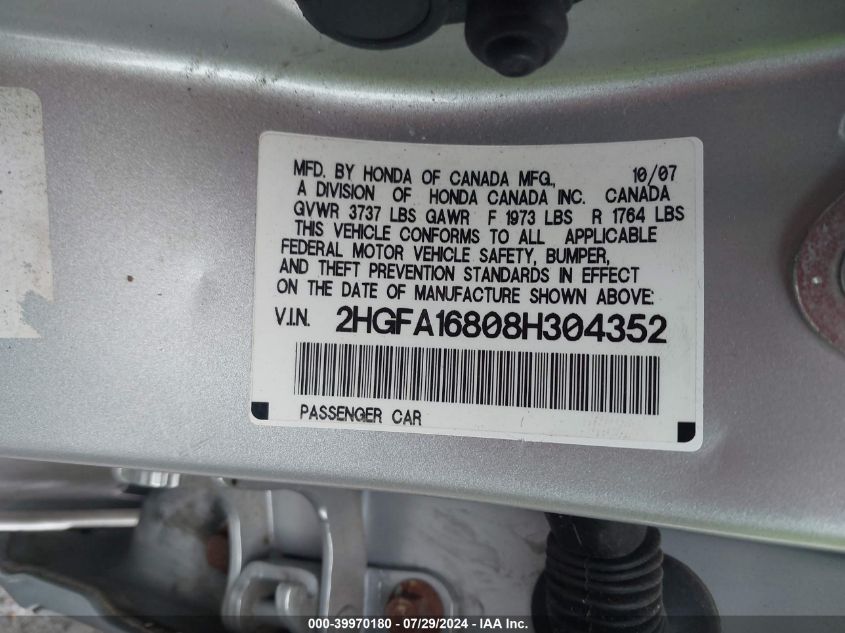 MFD. BY HONDA OF CANADA MFG., 10/07
A DIVISION OF HONDA CANADA INC. CANADA
GVWR 3737 LBS GAWR F 1973 LBS R 1764 LBS
THIS VEHICLE CONFORMS TO ALL APPLICABLE
FEDERAL MOTOR VEHICLE SAFETY, BUMPER,
AND THEFT PREVENTION STANDARDS IN EFFECT
ON THE DATE OF MANUFACTURE SHOWN ABOVE:
V.I.N. 2HGFA16808H304352
PASSENGER CAR
000-39970180 - 07/29/2024 - IAA Inc.